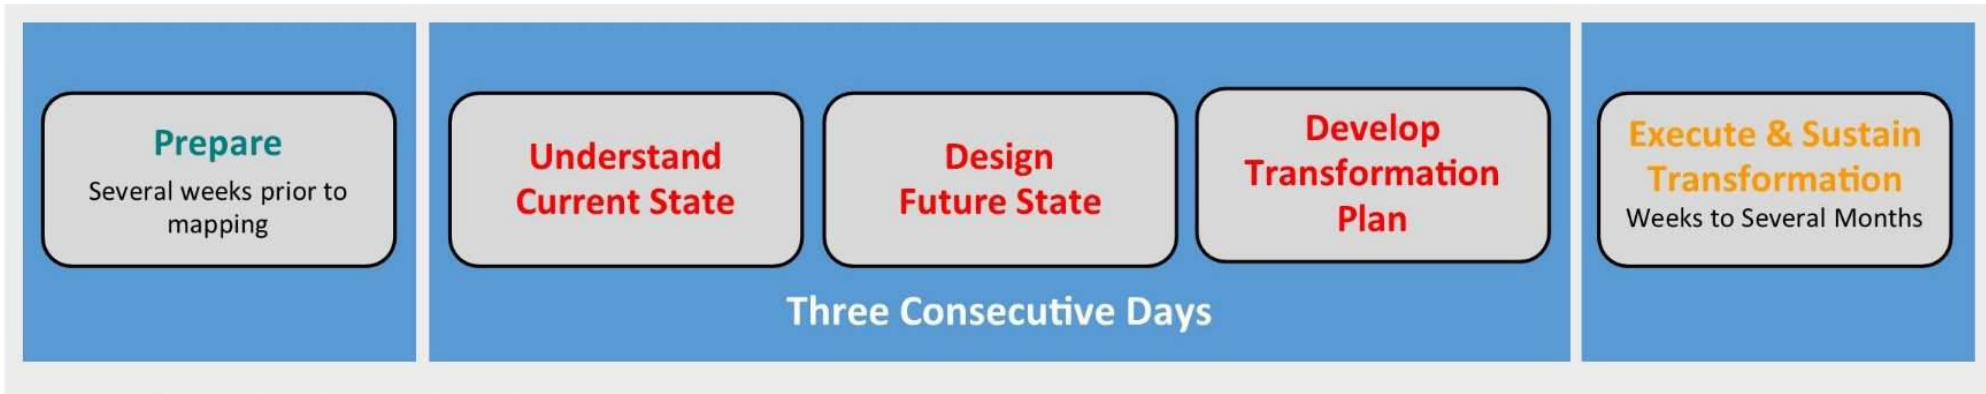 Prepare
Several weeks prior to
mapping
Understand
Current State
Design
Future State
Develop
Transformation
Plan
Three Consecutive Days
Execute & Sustain
Transformation
Weeks to Several Months